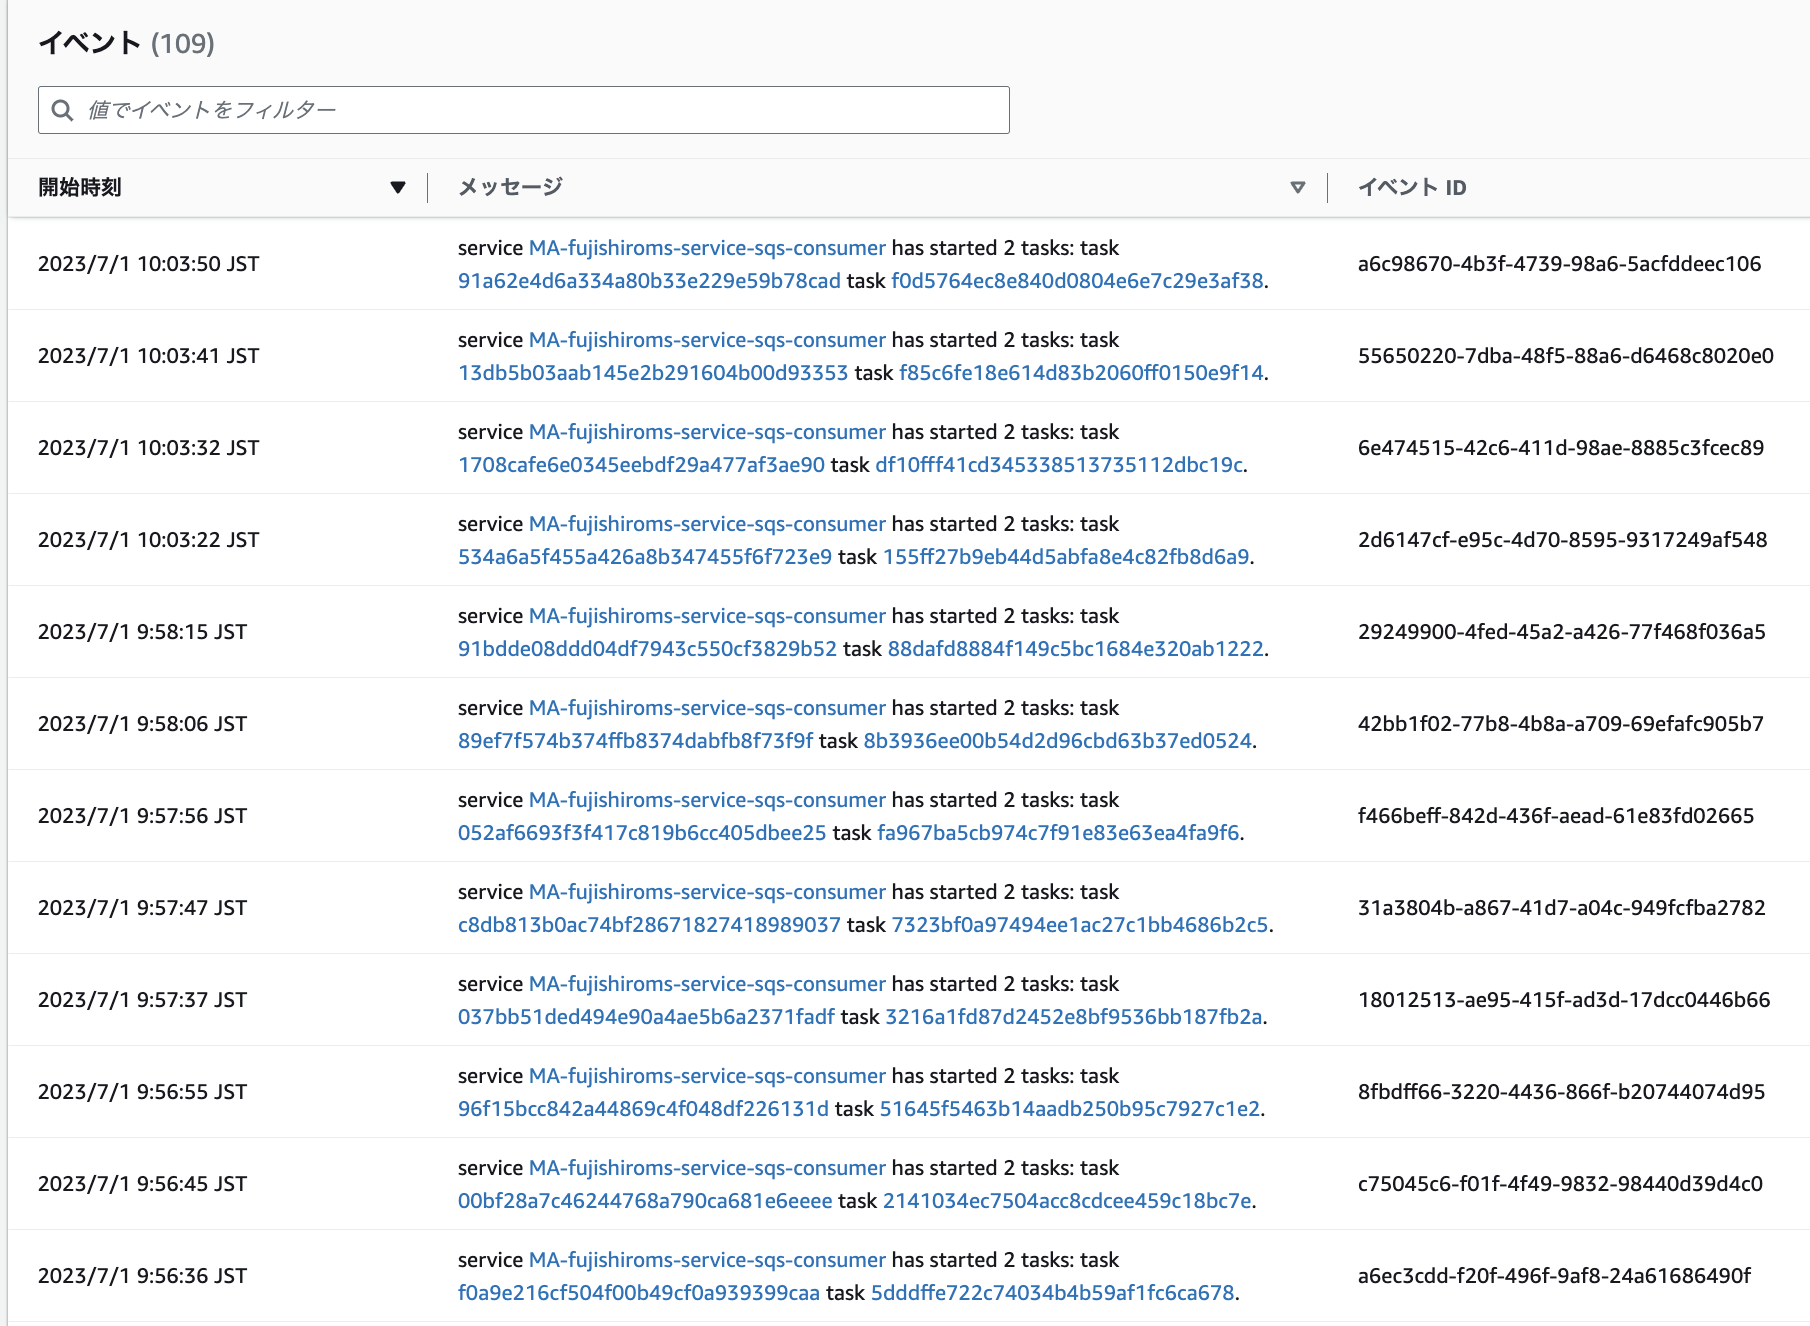 イベント (109)
値でイベントをフィルター
開始時刻 メッセージ イベント ID
2023/7/1 10:03:50 JST
service MA-fujishiroms-service-sqs-consumer has started 2 tasks: task
91a62e4d6a334a80b33e229e59b78cad task f0d5764ec8e840d0804e6e7c29e3af38.
a6c98670-4b3f-4739-98a6-5acfddeec106
2023/7/1 10:03:41 JST
service MA-fujishiroms-service-sqs-consumer has started 2 tasks: task
13db5b03aab145e2b291604b00d93353 task f85c6fe18e614d83b2060ff0150e9f14.
55650220-7dba-48f5-88a6-d6468c8020e0
2023/7/1 10:03:32 JST
service MA-fujishiroms-service-sqs-consumer has started 2 tasks: task
1708cafe6e0345eebdf29a477af3ae90 task df10fff41cd345338513735112dbc19c.
6e474515-42c6-411d-98ae-8885c3fcec89
2023/7/1 10:03:22 JST
service MA-fujishiroms-service-sqs-consumer has started 2 tasks: task
534a6a5f455a426a8b347455f6f723e9 task 155ff27b9eb44d5abfa8e4c82fb8d6a9.
2d6147cf-e95c-4d70-8595-9317249af548
2023/7/1 9:58:15 JST
service MA-fujishiroms-service-sqs-consumer has started 2 tasks: task
91bdde08ddd04df7943c550cf3829b52 task 88dafd8884f149c5bc1684e320ab1222.
29249900-4fed-45a2-a426-77f468f036a5
2023/7/1 9:58:06 JST
service MA-fujishiroms-service-sqs-consumer has started 2 tasks: task
89ef7f574b374ffb8374dabfb8f73f9f task 8b3936ee00b54d2d96cbd63b37ed0524.
42bb1f02-77b8-4b8a-a709-69efafc905b7
2023/7/1 9:57:56 JST
service MA-fujishiroms-service-sqs-consumer has started 2 tasks: task
052af6693f3f417c819b6cc405dbee25 task fa967ba5cb974c7f91e83e63ea4fa9f6.
f466beff-842d-436f-aead-61e83fd02665
2023/7/1 9:57:47 JST
service MA-fujishiroms-service-sqs-consumer has started 2 tasks: task
c8db813b0ac74bf28671827418989037 task 7323bf0a97494ee1ac27c1bb4686b2c5.
31a3804b-a867-41d7-a04c-949fcfba2782
2023/7/1 9:57:37 JST
service MA-fujishiroms-service-sqs-consumer has started 2 tasks: task
037bb51ded494e90a4ae5b6a2371fadf task 3216a1fd87d2452e8bf9536bb187fb2a.
18012513-ae95-415f-ad3d-17dcc0446b66
2023/7/1 9:56:55 JST
service MA-fujishiroms-service-sqs-consumer has started 2 tasks: task
96f15bcc842a44869c4f048df226131d task 51645f5463b14aadb250b95c7927c1e2.
8fbdff66-3220-4436-866f-b20744074d95
2023/7/1 9:56:45 JST
service MA-fujishiroms-service-sqs-consumer has started 2 tasks: task
00bf28a7c46244768a790ca681e6eeee task 2141034ec7504acc8cdcee459c18bc7e.
c75045c6-f01f-4f49-9832-98440d39d4c0
2023/7/1 9:56:36 JST
service MA-fujishiroms-service-sqs-consumer has started 2 tasks: task
f0a9e216cf504f00b49cf0a939399caa task 5dddffe722c74034b4b59af1fc6ca678.
a6ec3cdd-f20f-496f-9af8-24a61686490f